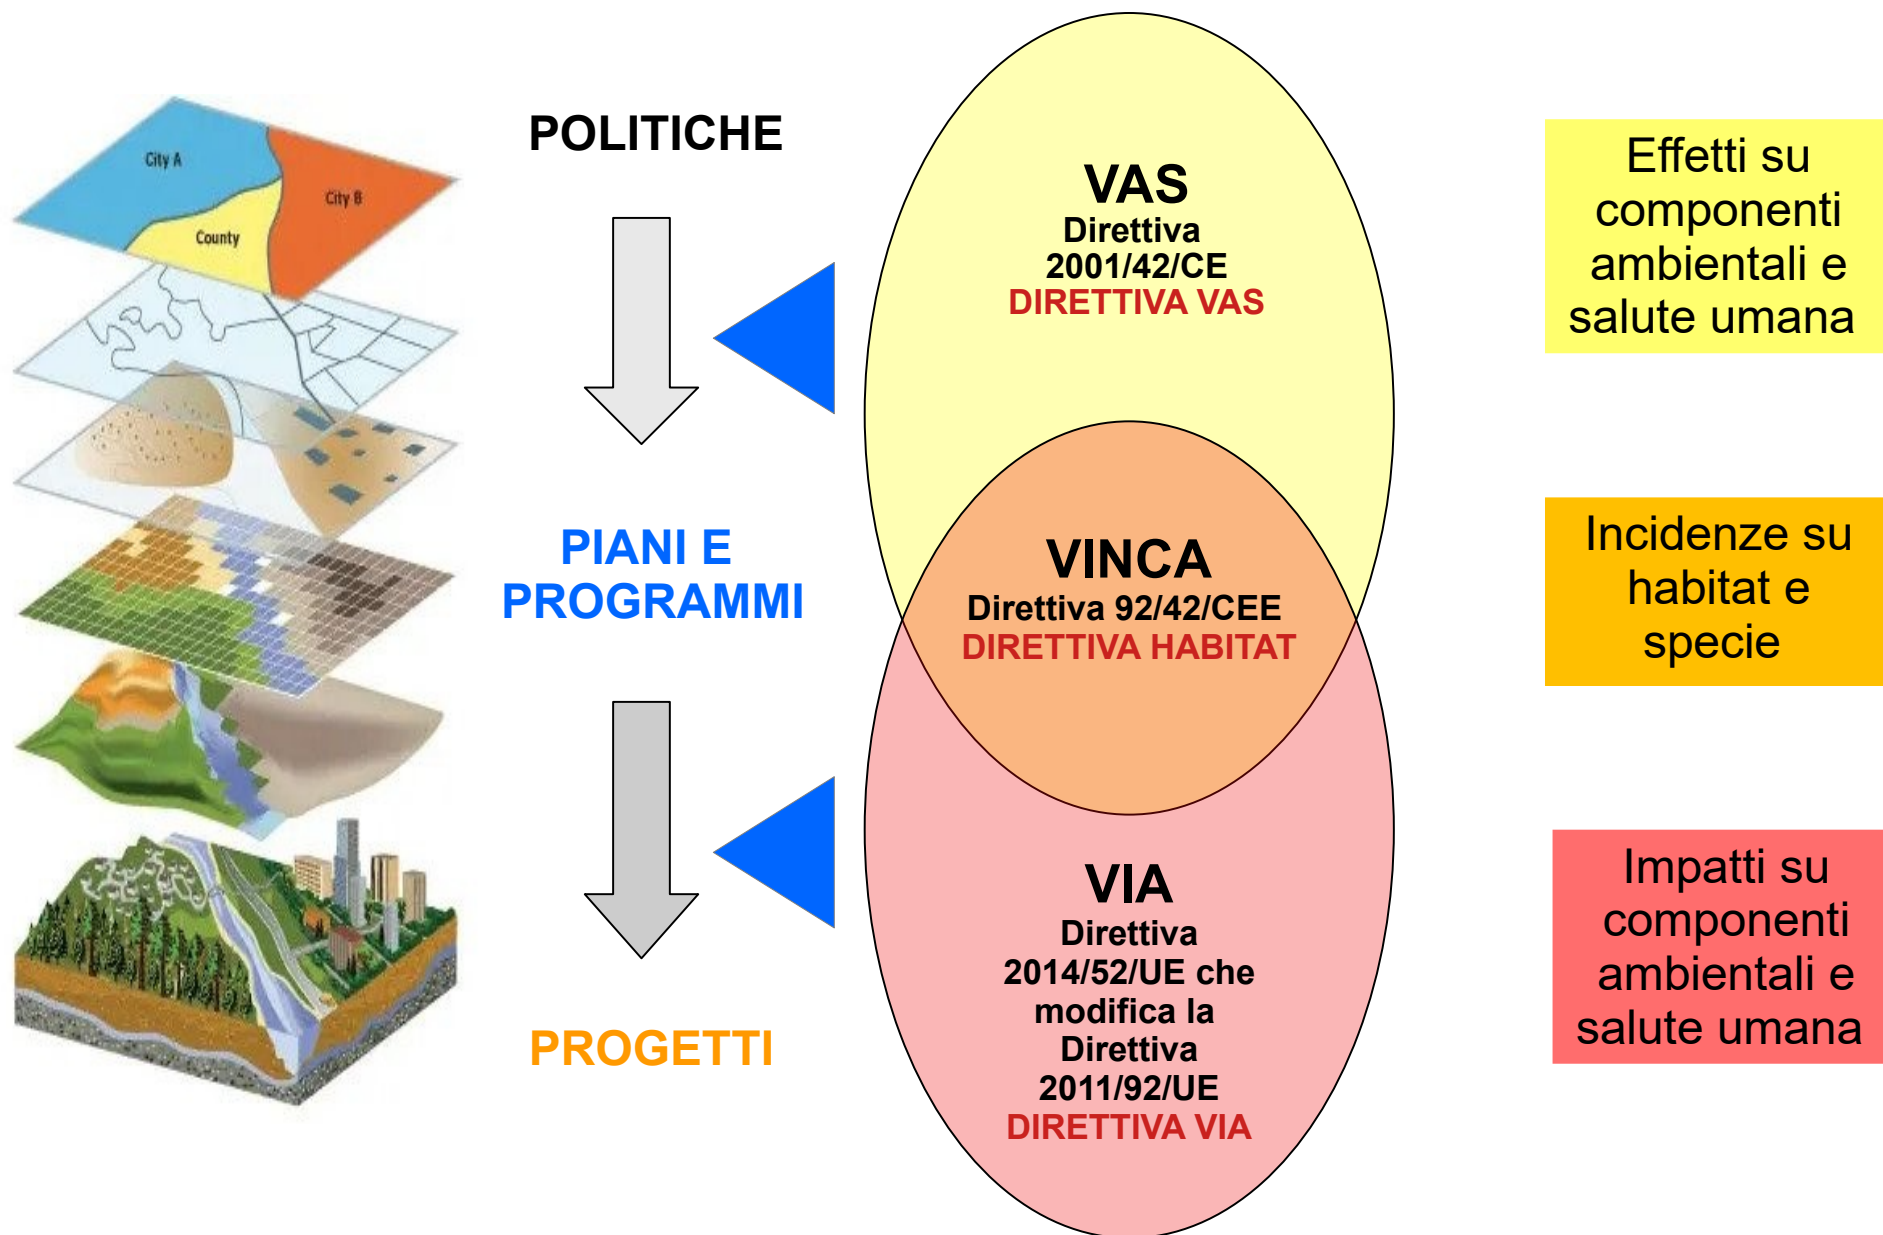 City A
City B
County
POLITICHE
PIANI E
PROGRAMMI
PROGETTI
VAS
Direttiva
2001/42/CE
DIRETTIVA VAS
VINCA
Direttiva 92/42/CEE
DIRETTIVA HABITAT
VIA
Direttiva
2014/52/UE che
modifica la
Direttiva
2011/92/UE
DIRETTIVA VIA
Effetti su
componenti
ambientali e
salute umana
Incidenze su
habitat e
specie
Impatti su
componenti
ambientali e
salute umana